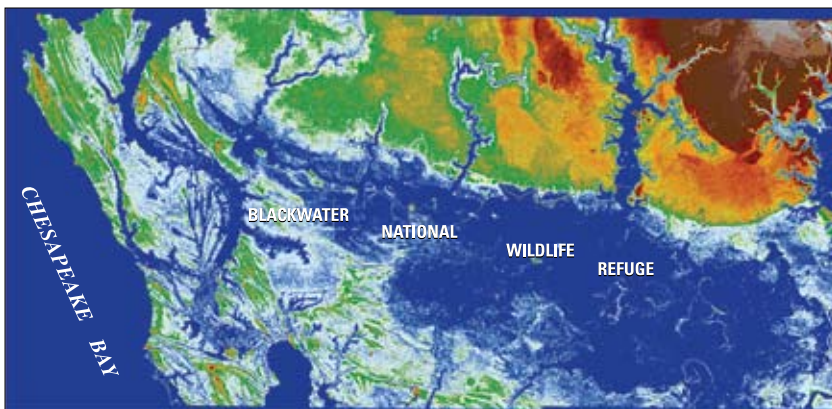 BLACKWATER
NATIONAL
WILDLIFE
REFUGE
CHESAPEAKE BAY